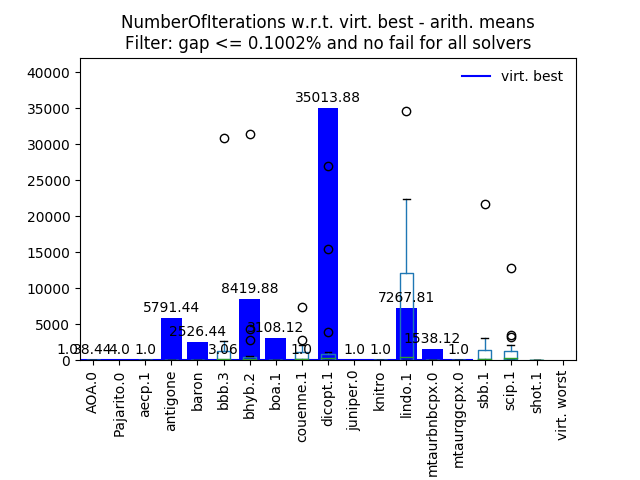 NumberOfIterations w.r.t. virt. best - arith. means
Filter: gap <= 0.1002% and no fail for all solvers
40000
35000
30000
25000
20000
15000
10000
5000
0
virt. best
35013.88
8419.88
7267.81
5791.44
2526.44
3108.12
1538.12
1.0
38.44
4.0
1.0
3.06
1.0
1.0
1.0
1.0
AOA.0
Pajarito.0
aecp.1
antigone
baron
bbb.3
bhyb.2
boa.1
couenne.1
dicopt.1
juniper.0
knitro
lindo.1
mtaurbnbcpx.0
mtaurqgcpx.0
sbb.1
scip.1
shot.1
virt. worst